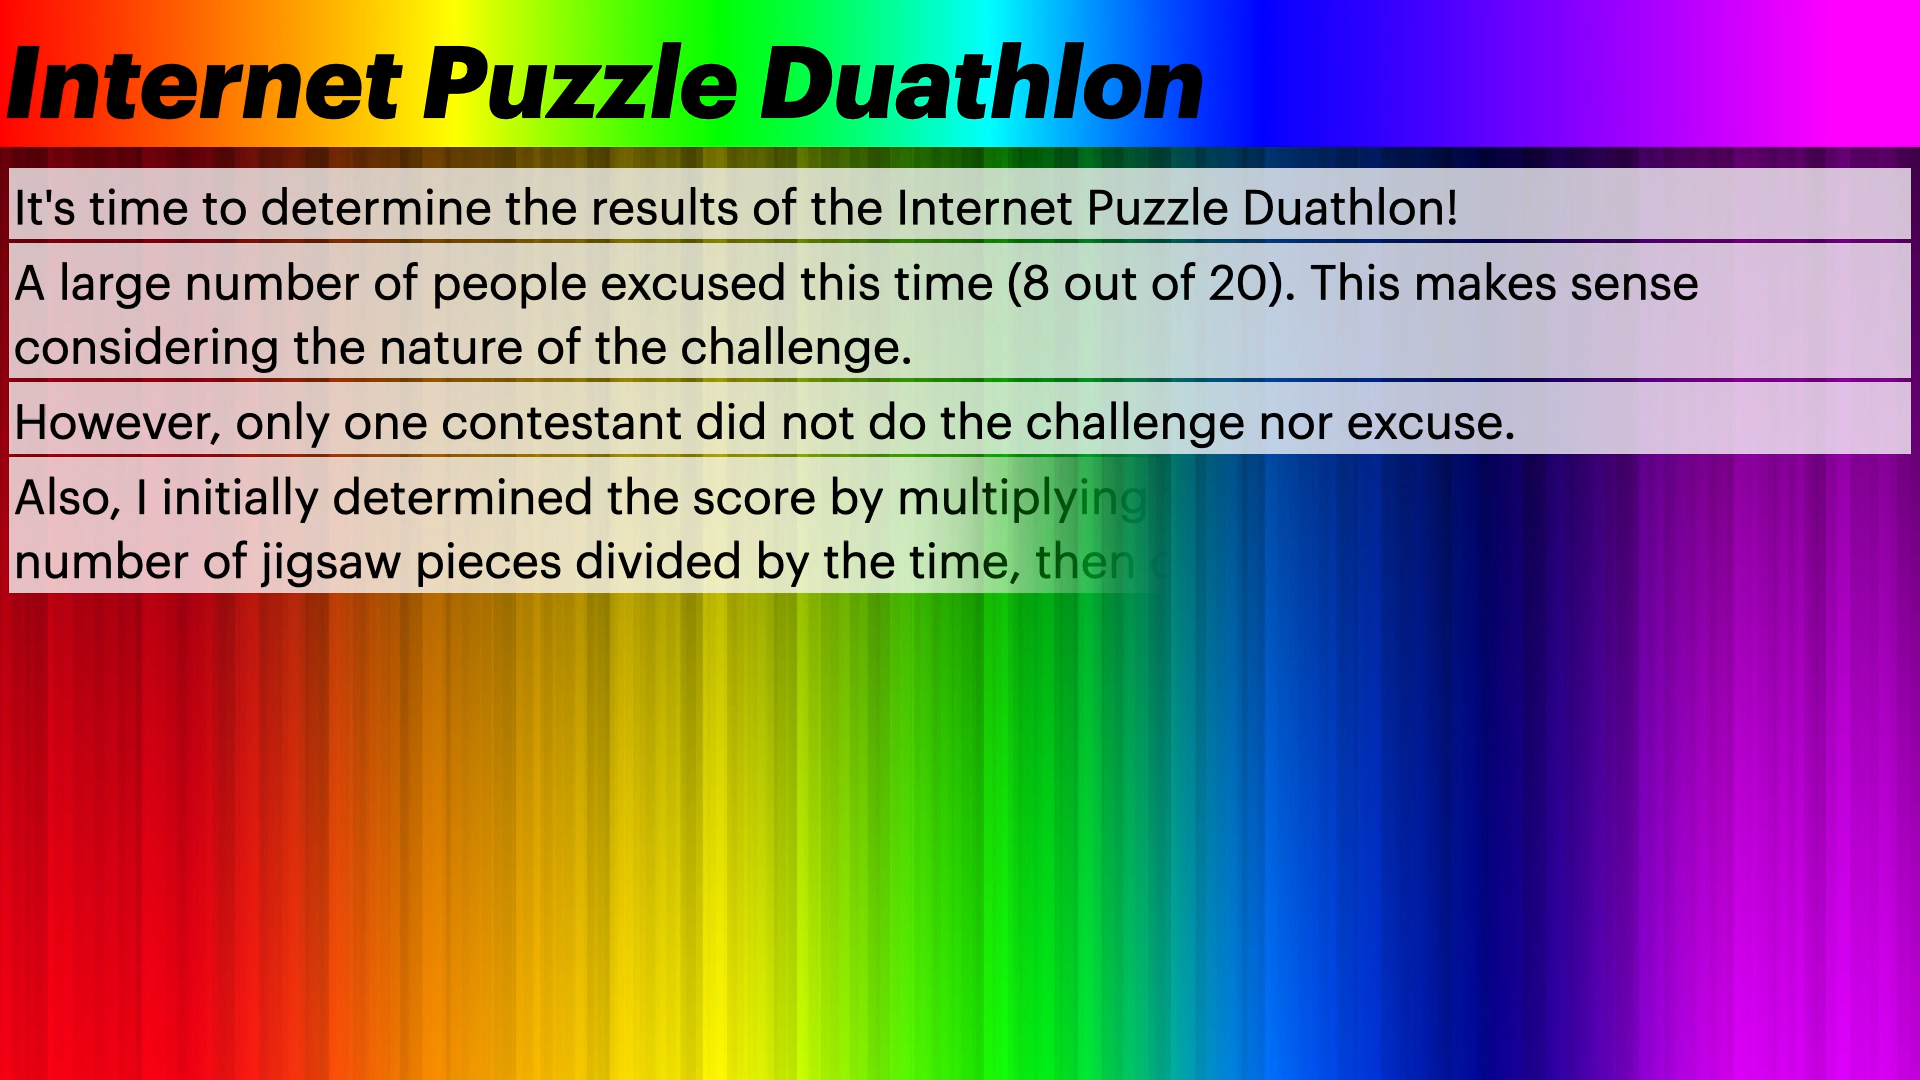 Internet Puzzle Duathlon
It's time to determine the results of the Internet Puzzle Duathlon!
A large number of people excused this time (8 out of 20). This makes sense
considering the nature of the challenge.
However, only one contestant did not do the challenge nor excuse.
Also, I initially determined the score by multiplying
number of jigsaw pieces divided by the time, then